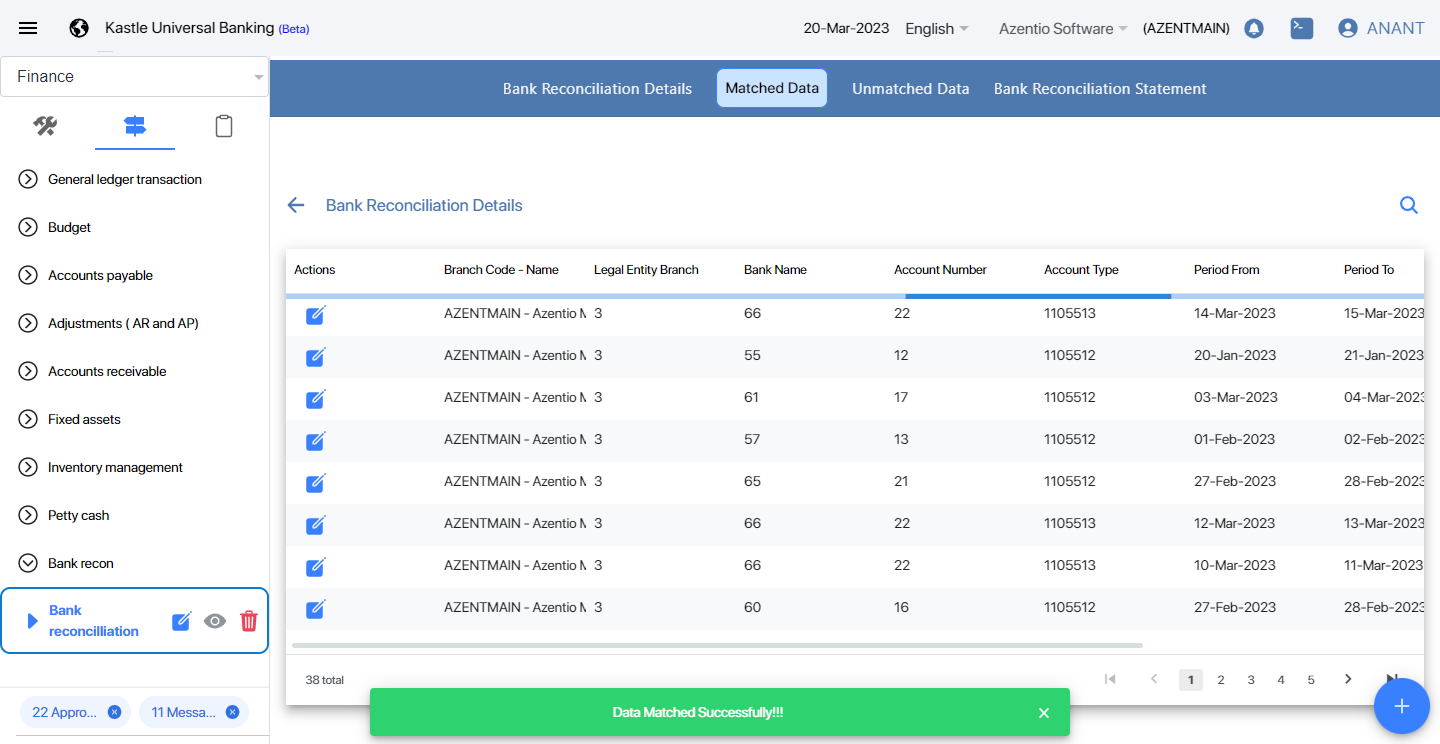 Kastle Universal Banking (Beta)
20-Mar-2023 English Azentio Software (AZENTMAIN) ANANT
Finance
Bank Reconciliation Details Matched Data Unmatched Data Bank Reconciliation Statement
General ledger transaction
Budget
Accounts payable
Adjustments ( AR and AP)
Accounts receivable
Fixed assets
Inventory management
Petty cash
Bank recon
Bank
reconcilliation
22 Appro... 11 Messa...
Bank Reconciliation Details
Actions Branch Code - Name Legal Entity Branch Bank Name Account Number Account Type Period From Period To
AZENTMAIN - Azentio M 3 66 22 1105513 14-Mar-2023 15-Mar-2023
AZENTMAIN - Azentio M 3 55 12 1105512 20-Jan-2023 21-Jan-2023
AZENTMAIN - Azentio M 3 61 17 1105512 03-Mar-2023 04-Mar-2023
AZENTMAIN - Azentio M 3 57 13 1105512 01-Feb-2023 02-Feb-2023
AZENTMAIN - Azentio M 3 65 21 1105512 27-Feb-2023 28-Feb-2023
AZENTMAIN - Azentio M 3 66 22 1105513 12-Mar-2023 13-Mar-2023
AZENTMAIN - Azentio M 3 66 22 1105513 10-Mar-2023 11-Mar-2023
AZENTMAIN - Azentio M 3 60 16 1105512 27-Feb-2023 28-Feb-2023
38 total 1 2 3 4 5
Data Matched Successfully!!!